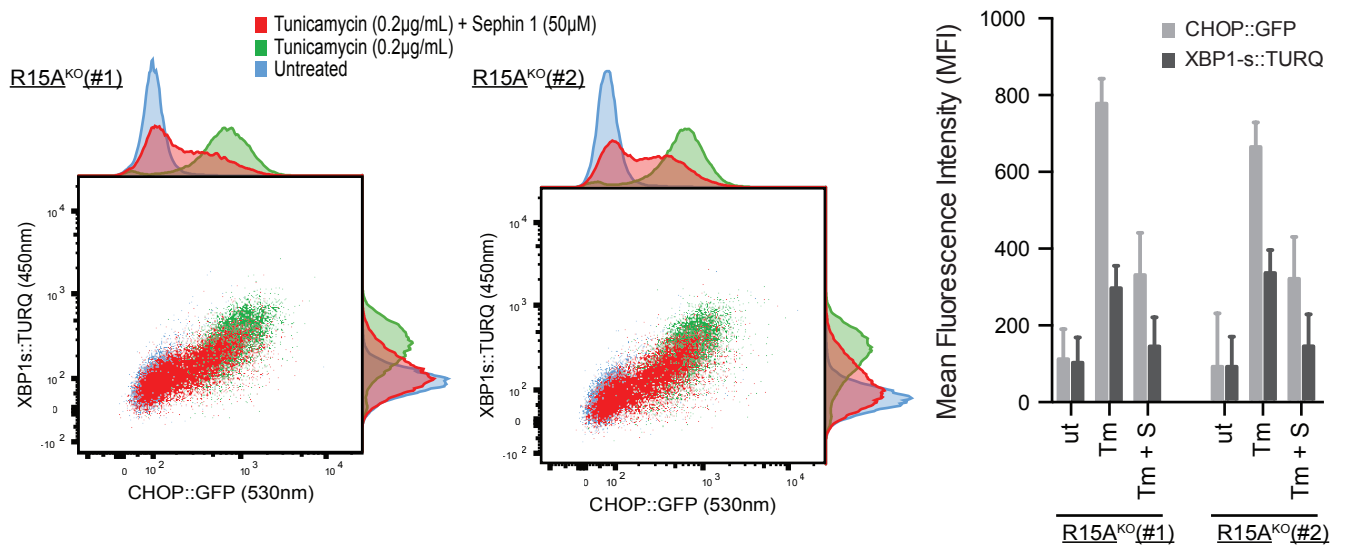 Tunicamycin (0.2µg/mL) + Sephin 1 (50µM)
Tunicamycin (0.2µg/mL)
Untreated
R15A^KO(#1)
XBP1s::TURQ (450nm)
10^4
10^3
10^2
0
-10^2
0 10^2 10^3 10^4
CHOP::GFP (530nm)
R15A^KO(#2)
XBP1s::TURQ (450nm)
10^4
10^3
10^2
0
-10^2
0 10^2 10^3 10^4
CHOP::GFP (530nm)
Mean Fluorescence Intensity (MFI)
1000
800
600
400
200
0
CHOP::GFP
XBP1-s::TURQ
ut
Tm
Tm + S
ut
Tm
Tm + S
R15A^KO(#1)
R15A^KO(#2)